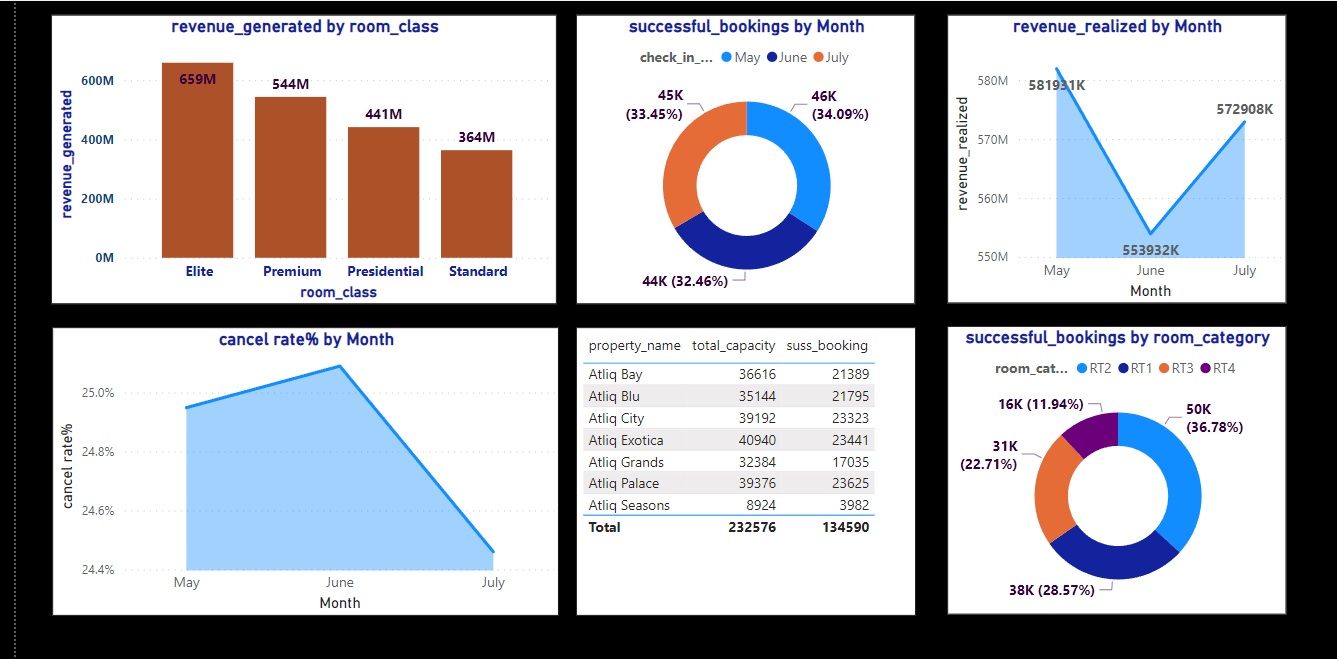 revenue_generated by room_class
revenue_generated
600M
400M
200M
0M
659M
544M
441M
364M
Elite
Premium
Presidential
Standard
room_class
successful_bookings by Month
check_in_... May June July
45K
(33.45%)
46K
(34.09%)
44K (32.46%)
revenue_realized by Month
revenue_realized
580M
570M
560M
550M
581931K
572908K
553932K
May
June
July
Month
cancel rate% by Month
cancel rate%
25.0%
24.8%
24.6%
24.4%
May
June
July
Month
property_name total_capacity suss_booking
Atliq Bay 36616 21389
Atliq Blu 35144 21795
Atliq City 39192 23323
Atliq Exotica 40940 23441
Atliq Grands 32384 17035
Atliq Palace 39376 23625
Atliq Seasons 8924 3982
Total 232576 134590
successful_bookings by room_category
room_cat... RT2 RT1 RT3 RT4
16K (11.94%)
50K
(36.78%)
31K
(22.71%)
38K (28.57%)